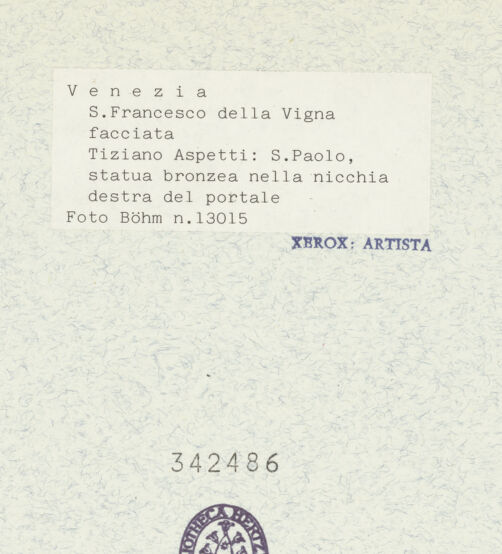 V e n e z i a
S.Francesco della Vigna
facciata
Tiziano Aspetti: S.Paolo,
statua bronzea nella nicchia
destra del portale
Foto Böhm n.13015
XEROX: ARTISTA
342486